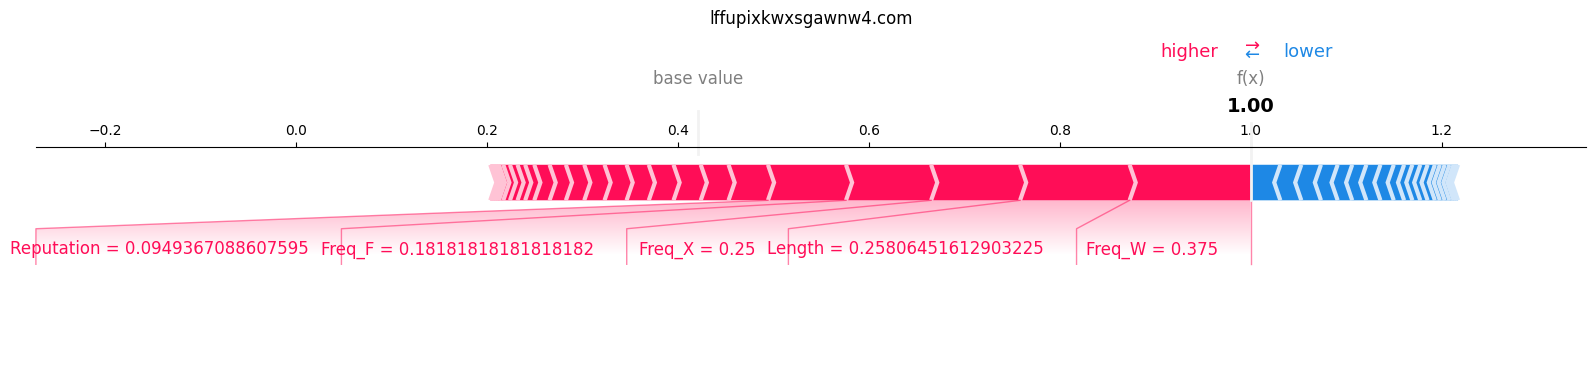 lffupixkwxsgawnw4.com
higher → ← lower
base value f(x)
1.00
−0.2 0.0 0.2 0.4 0.6 0.8 1.0 1.2
Reputation = 0.0949367088607595 Freq_F = 0.18181818181818182 Freq_X = 0.25 Length = 0.25806451612903225 Freq_W = 0.375